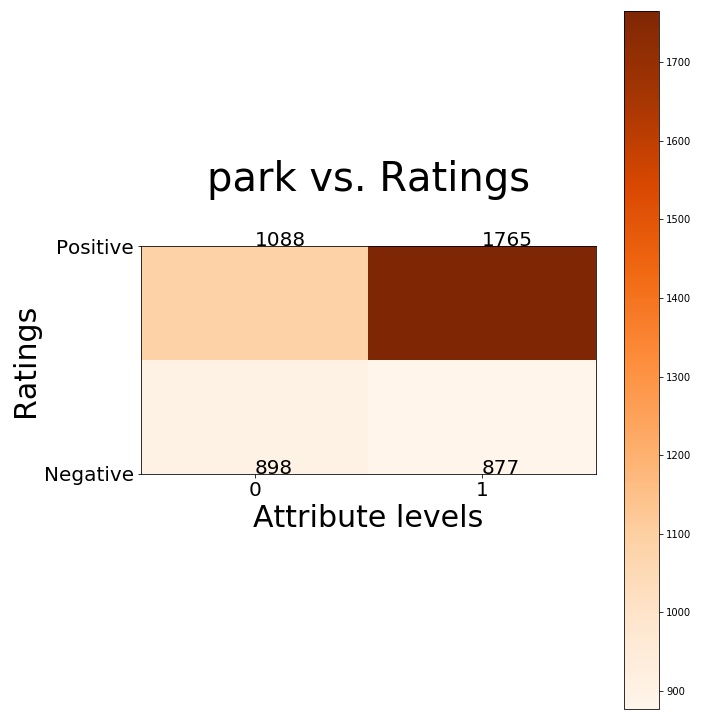 park vs. Ratings
1088 1765
Positive
Ratings
898 877
Negative
0 1
Attribute levels
1700
1600
1500
1400
1300
1200
1100
1000
900